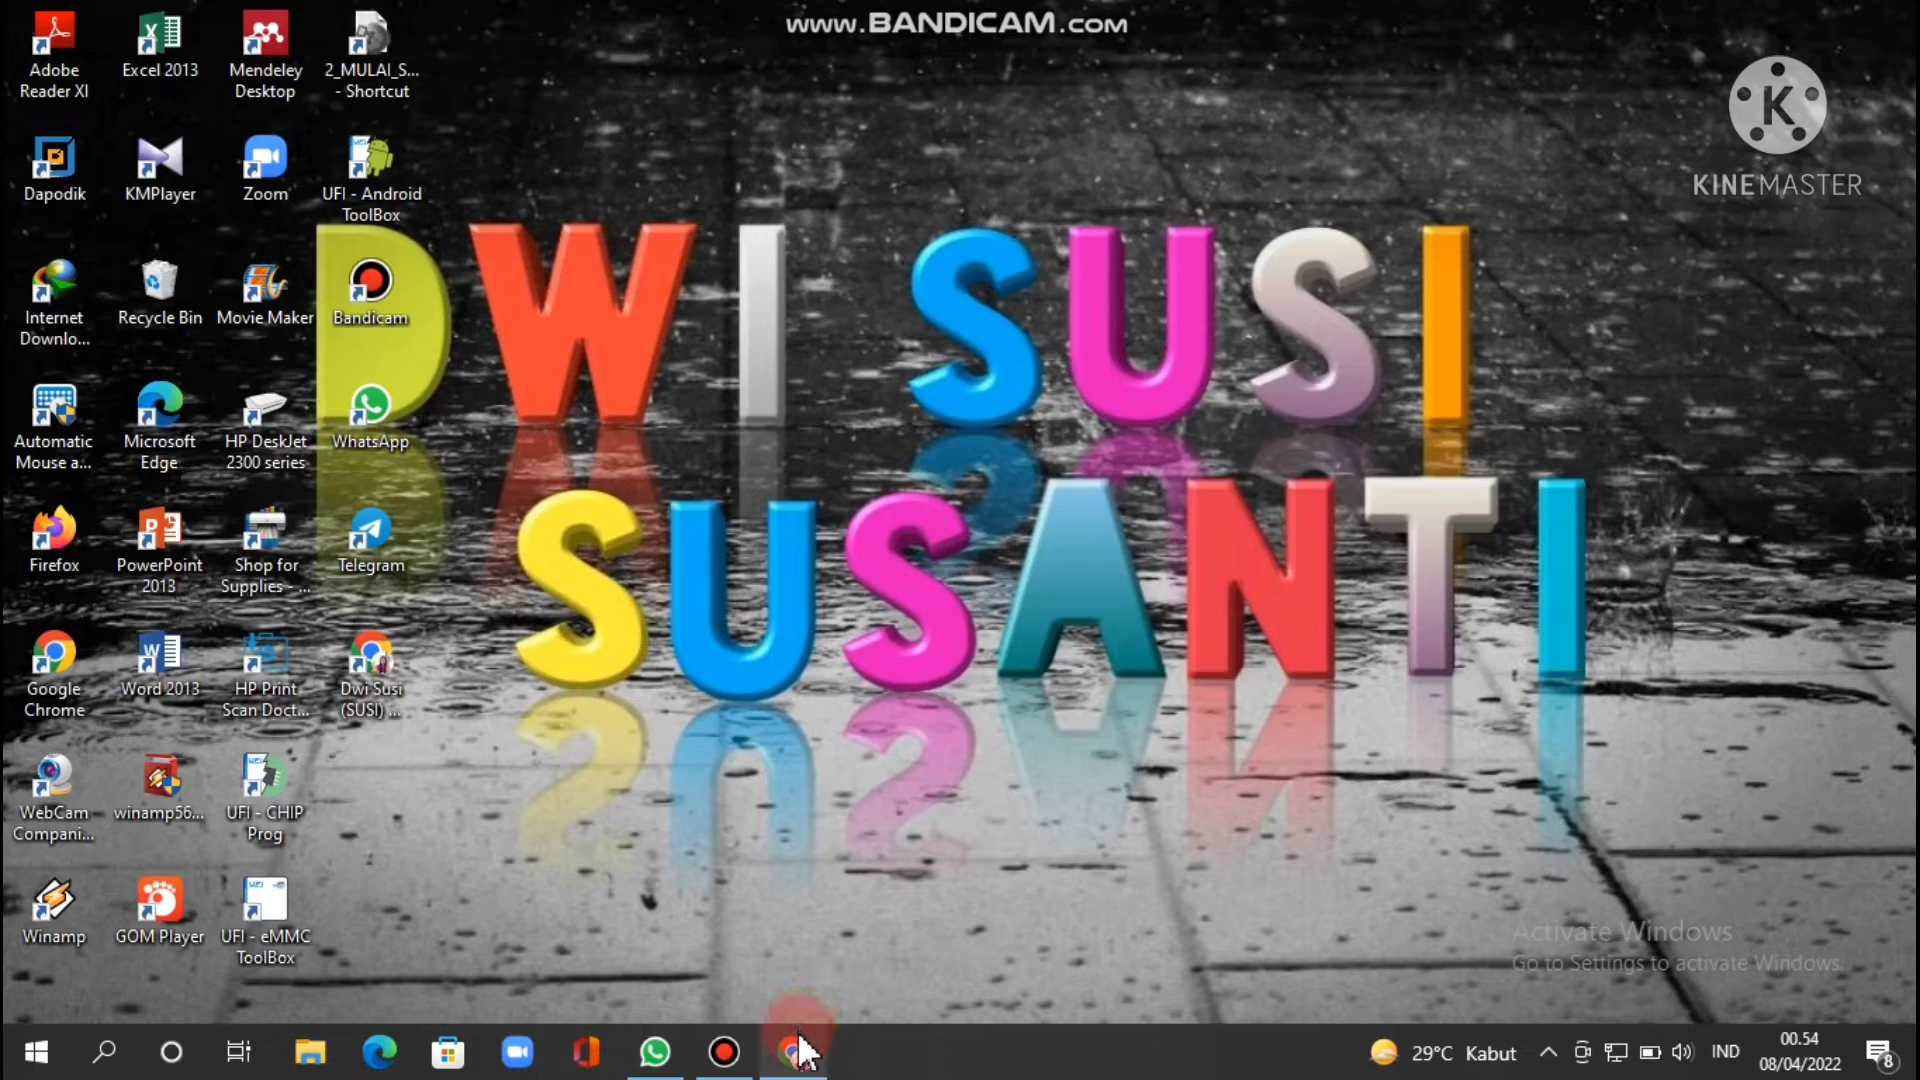 www.BANDICAM.com
K
KINEMASTER
DWI SUSI
SUSANTI
Adobe
Reader XI
Excel 2013
Mendeley
Desktop
2_MULAI_S...
- Shortcut
Dapodik
KMPlayer
Zoom
UFI - Android
ToolBox
Internet
Downlo...
Recycle Bin
Movie Maker
Bandicam
Automatic
Mouse a...
Microsoft
Edge
HP DeskJet
2300 series
WhatsApp
Firefox
PowerPoint
2013
Shop for
Supplies - ...
Telegram
Google
Chrome
Word 2013
HP Print
Scan Doct...
Dwi Susi
(SUSI) ...
WebCam
Compani...
winamp56...
UFI - CHIP
Prog
Winamp
GOM Player
UFI - eMMC
ToolBox
Activate Windows
Go to Settings to activate Windows.
29°C Kabut
IND
00.54
08/04/2022
8